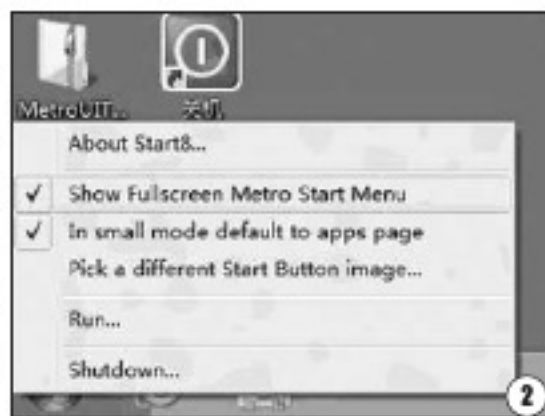 MetroUIT...
关机
About Start8...
✓ Show Fullscreen Metro Start Menu
✓ In small mode default to apps page
Pick a different Start Button image...
Run...
Shutdown...
2